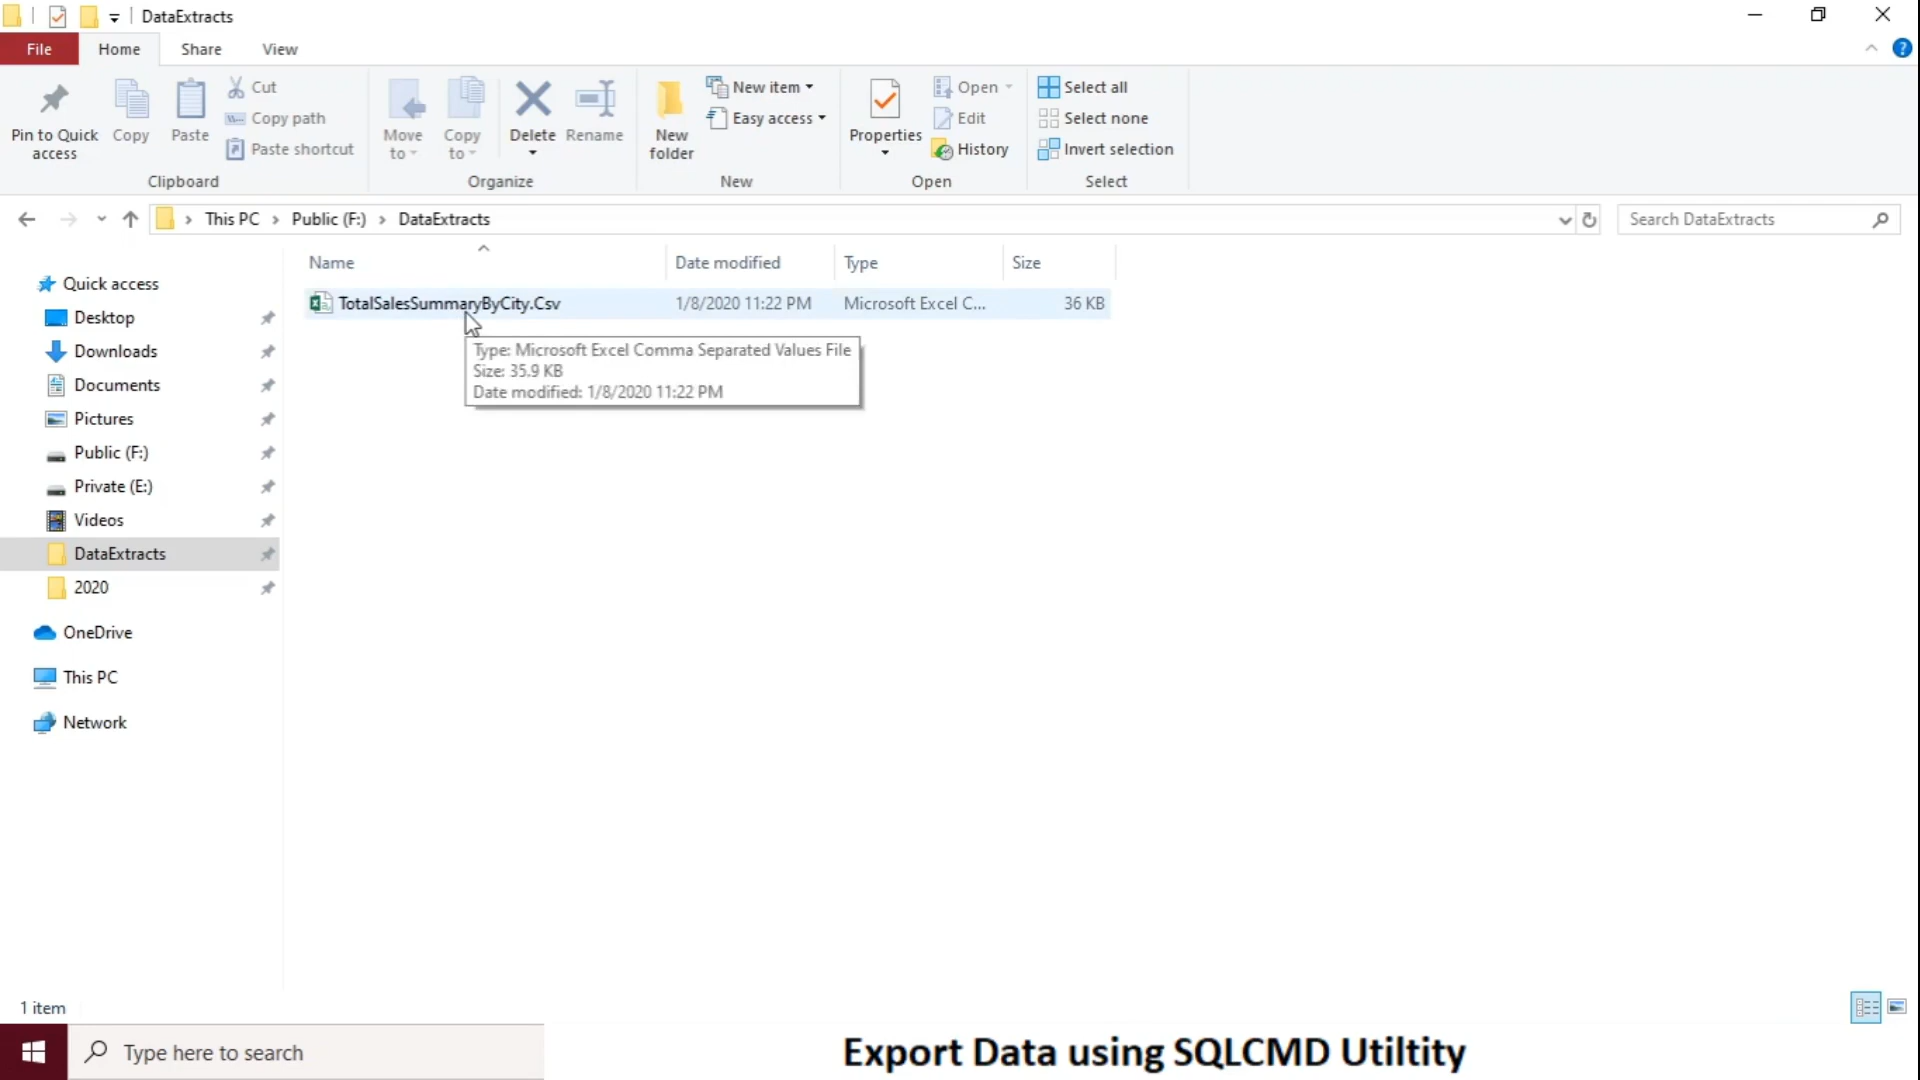 DataExtracts
File Home Share View
Pin to Quick access
Copy
Paste
Cut
Copy path
Paste shortcut
Clipboard
Move to
Copy to
Delete
Rename
Organize
New folder
New item
Easy access
New
Properties
Open
Edit
History
Open
Select all
Select none
Invert selection
Select
This PC > Public (F:) > DataExtracts
Search DataExtracts
Name Date modified Type Size
TotalSalesSummaryByCity.Csv 1/8/2020 11:22 PM Microsoft Excel C... 36 KB
Type: Microsoft Excel Comma Separated Values File
Size: 35.9 KB
Date modified: 1/8/2020 11:22 PM
Quick access
Desktop
Downloads
Documents
Pictures
Public (F:)
Private (E:)
Videos
DataExtracts
2020
OneDrive
This PC
Network
1 item
Type here to search
Export Data using SQLCMD Utiltity